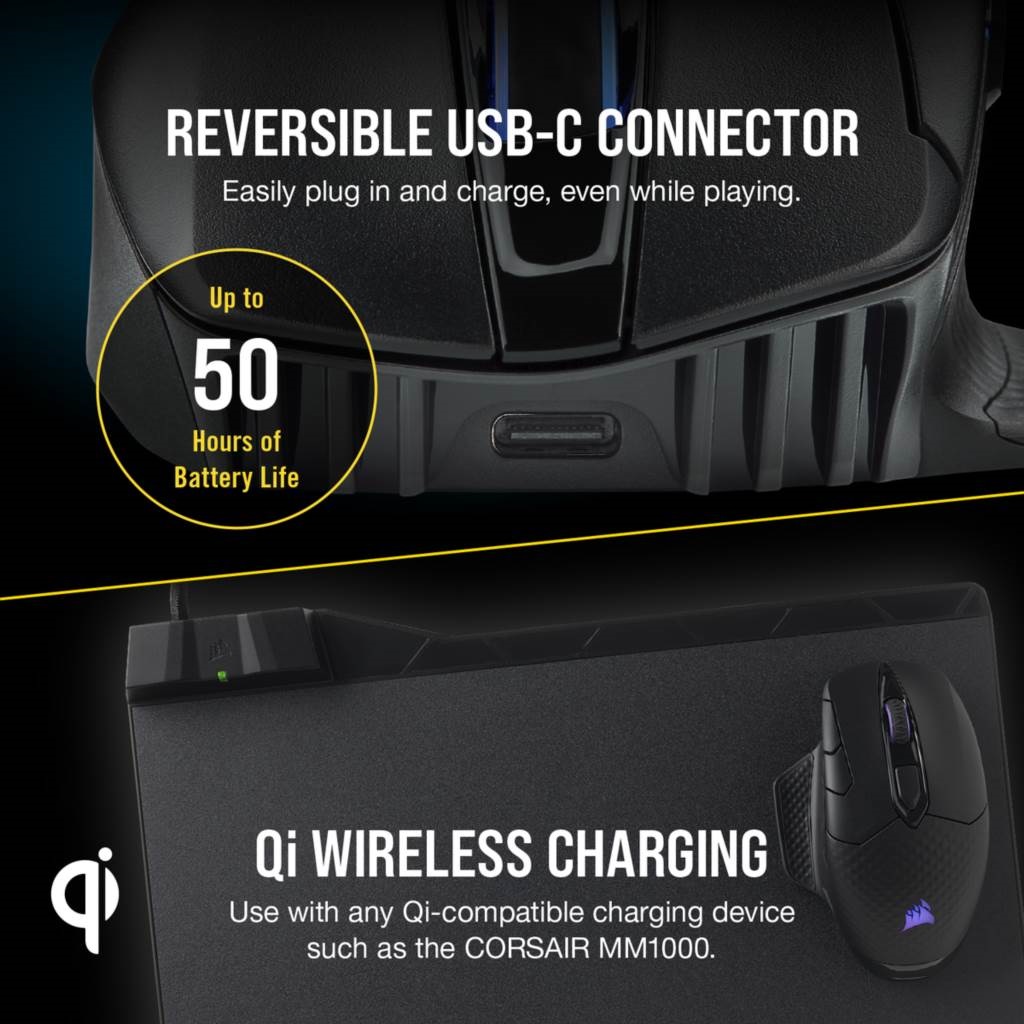 REVERSIBLE USB-C CONNECTOR
Easily plug in and charge, even while playing.
Up to
50
Hours of
Battery Life
Qi WIRELESS CHARGING
Use with any Qi-compatible charging device
such as the CORSAIR MM1000.
qi